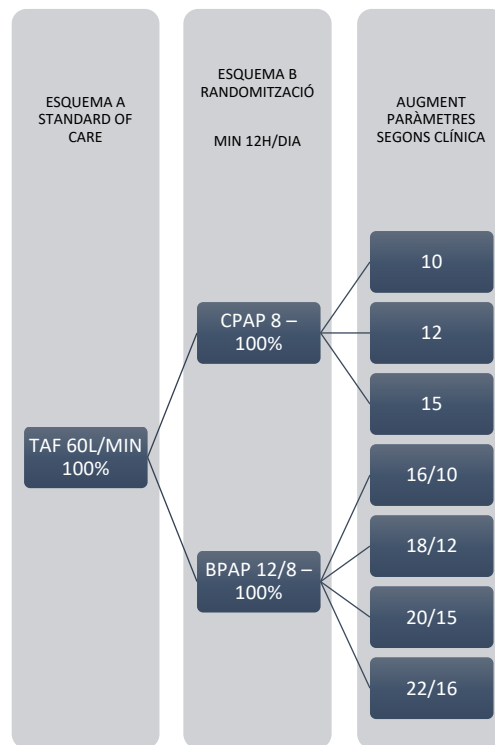 ESQUEMA A
STANDARD OF
CARE
ESQUEMA B
RANDOMITZACIÓ
MIN 12H/DIA
AUGMENT
PARÀMETRES
SEGONS CLÍNICA
TAF 60L/MIN
100%
CPAP 8 –
100%
BPAP 12/8 –
100%
10
12
15
16/10
18/12
20/15
22/16